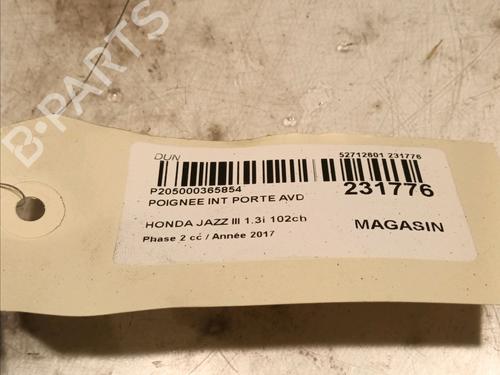 B-PARTS
DUN 52712601 231776
P205000365854
231776
POIGNEE INT PORTE AVD
HONDA JAZZ III 1.3i 102ch
MAGASIN
Phase 2 cc / Année 2017